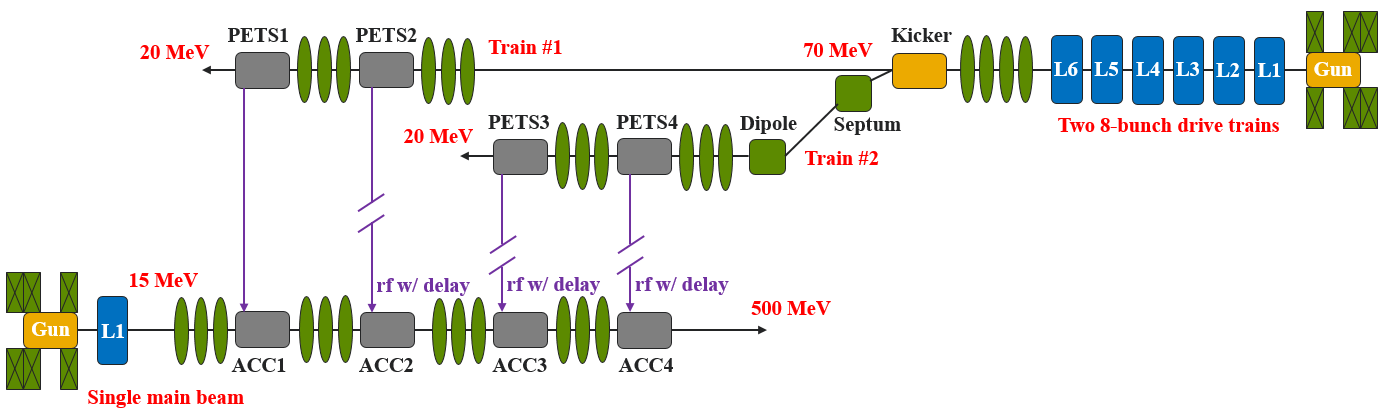 PETS1
PETS2
Kicker
20 MeV
Train #1
70 MeV
L6
L5
L4
L3
L2
L1
Gun
PETS3
PETS4
Dipole
Septum
Two 8-bunch drive trains
20 MeV
Train #2
15 MeV
rf w/ delay
rf w/ delay
rf w/ delay
500 MeV
Gun
L1
ACC1
ACC2
ACC3
ACC4
Single main beam